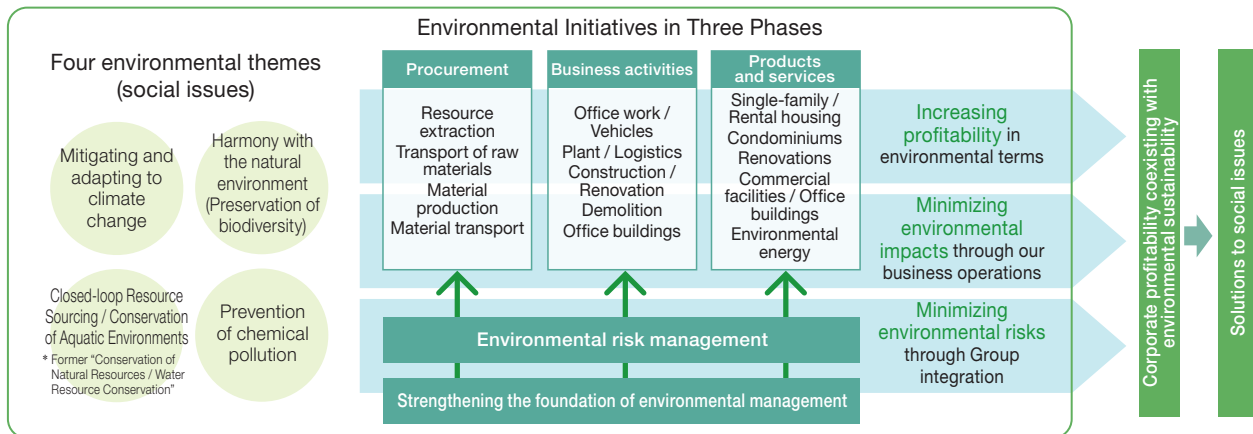 Environmental Initiatives in Three Phases
Four environmental themes
(social issues)
Mitigating and
adapting to
climate
change
Harmony with
the natural
environment
(Preservation of
biodiversity)
Closed-loop Resource
Sourcing / Conservation
of Aquatic Environments
* Former “Conservation of
Natural Resources / Water
Resource Conservation”
Prevention
of chemical
pollution
Procurement
Resource
extraction
Transport of raw
materials
Material
production
Material transport
Business activities
Office work /
Vehicles
Plant / Logistics
Construction /
Renovation
Demolition
Office buildings
Products
and services
Single-family /
Rental housing
Condominiums
Renovations
Commercial
facilities / Office
buildings
Environmental
energy
Environmental risk management
Strengthening the foundation of environmental management
Increasing
profitability in
environmental terms
Minimizing
environmental
impacts through our
business operations
Minimizing
environmental risks
through Group
integration
Corporate profitability coexisting with
environmental sustainability
Solutions to social issues